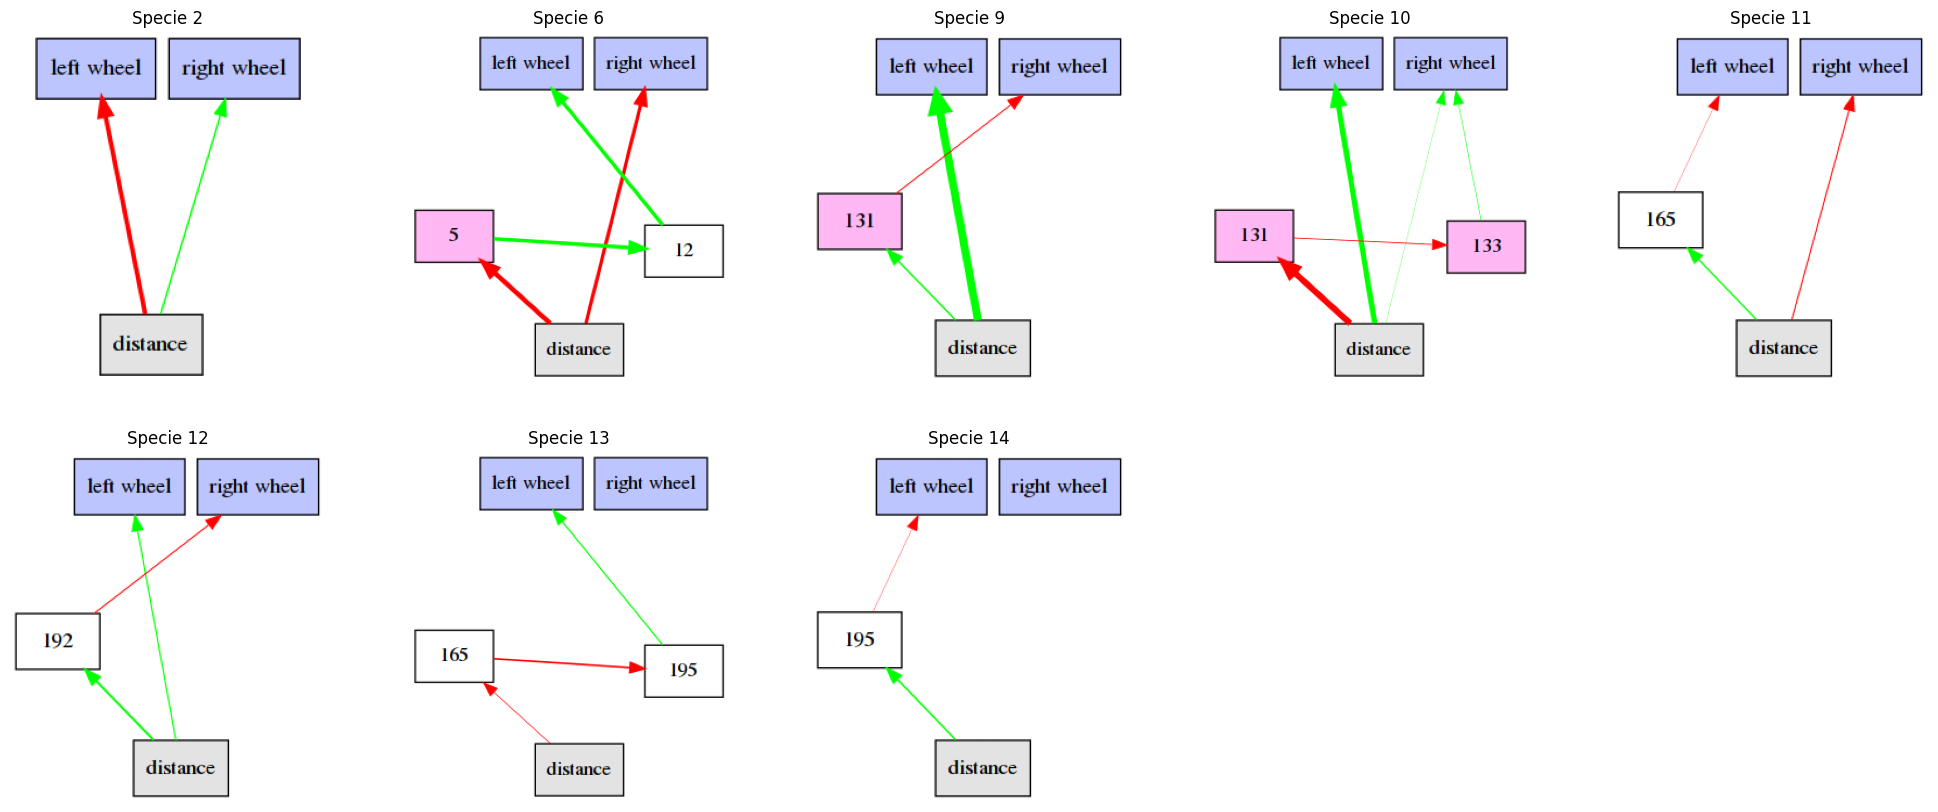 Specie 2
left wheel right wheel
distance
Specie 6
left wheel right wheel
5
12
distance
Specie 9
left wheel right wheel
131
distance
Specie 10
left wheel right wheel
131
133
distance
Specie 11
left wheel right wheel
165
distance
Specie 12
left wheel right wheel
192
distance
Specie 13
left wheel right wheel
165
195
distance
Specie 14
left wheel right wheel
195
distance